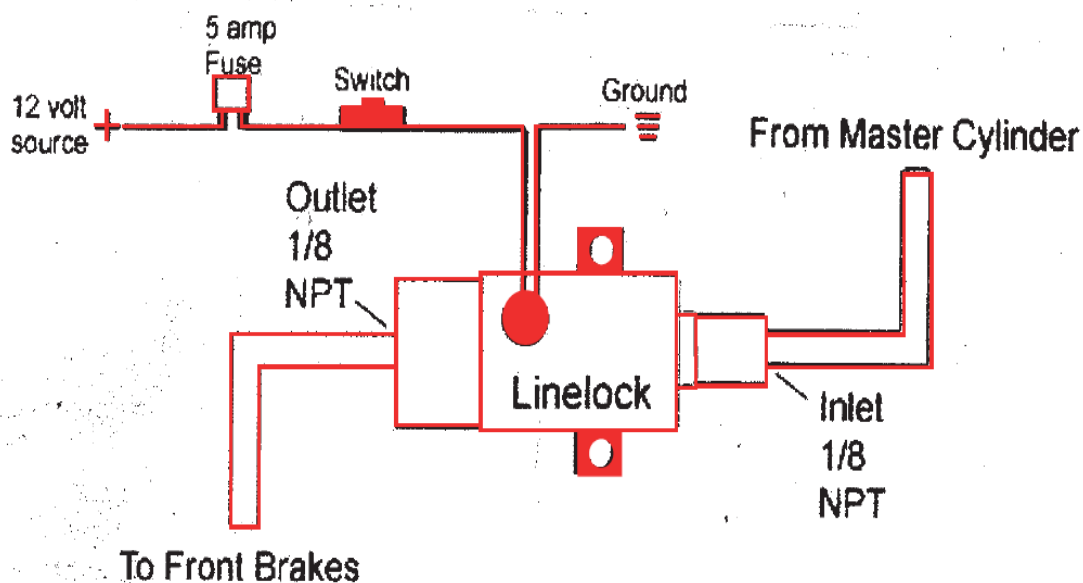 5 amp
Fuse
Switch
12 volt
source
Ground
From Master Cylinder
Outlet
1/8
NPT
Linelock
Inlet
1/8
NPT
To Front Brakes